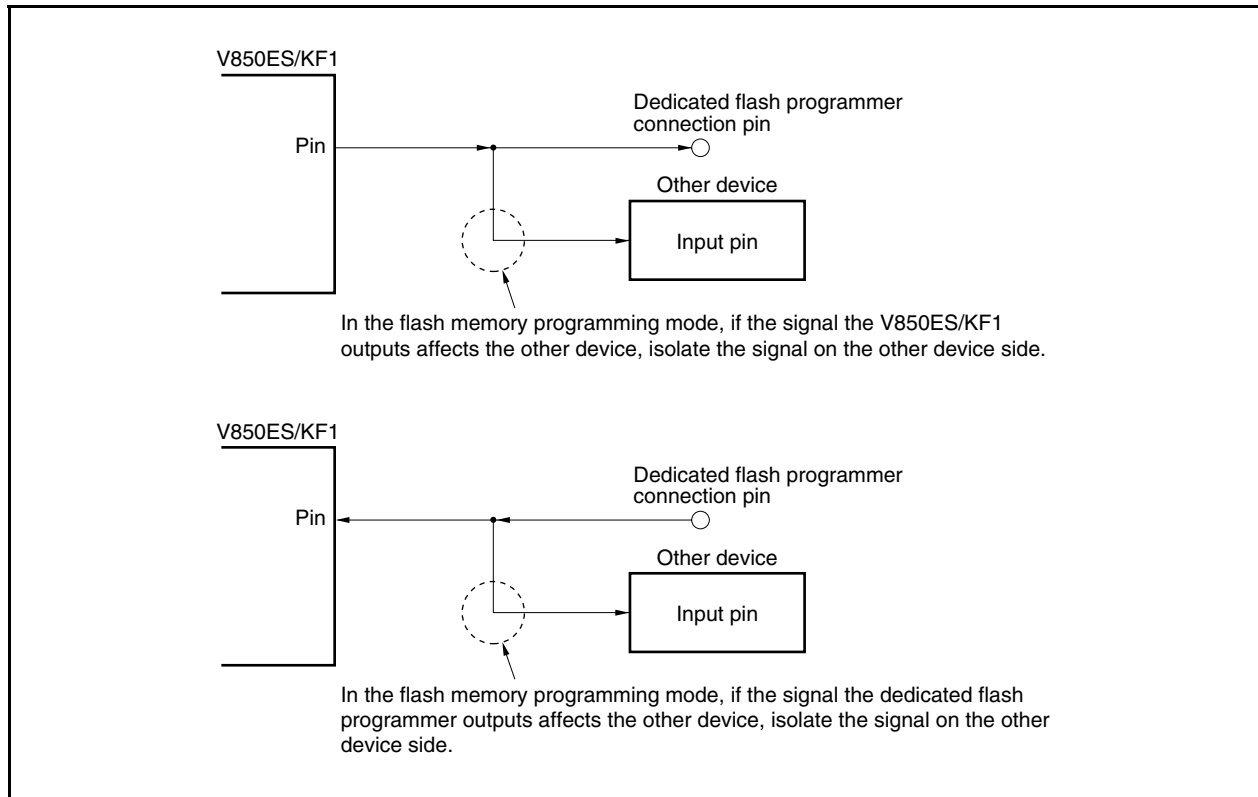 V850ES/KF1
Dedicated flash programmer
connection pin
Pin
Other device
Input pin
In the flash memory programming mode, if the signal the V850ES/KF1
outputs affects the other device, isolate the signal on the other device side.
V850ES/KF1
Dedicated flash programmer
connection pin
Pin
Other device
Input pin
In the flash memory programming mode, if the signal the dedicated flash
programmer outputs affects the other device, isolate the signal on the other
device side.